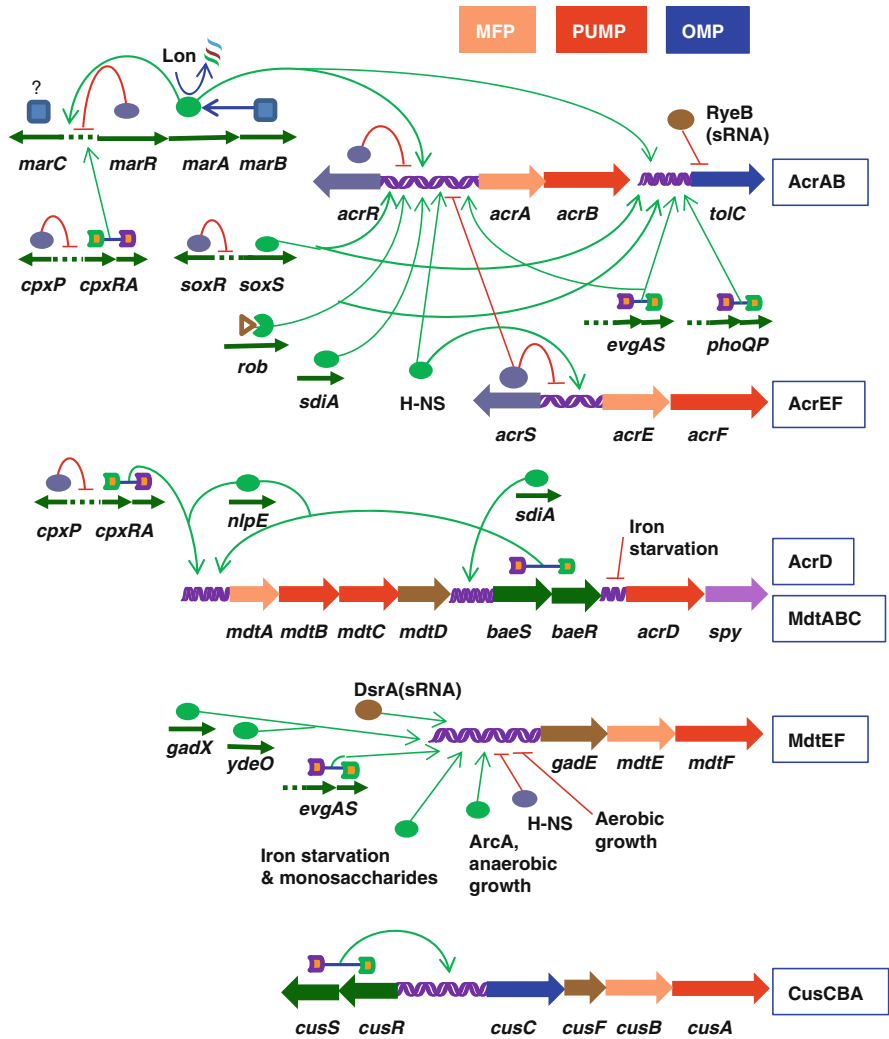 MFP PUMP OMP
Lon
?
marC marR marA marB
RyeB
(sRNA)
acrR acrA acrB tolC
AcrAB
cpxP cpxRA soxR soxS
evgAS phoQP
rob
sdiA
H-NS
acrS acrE acrF
AcrEF
cpxP cpxRA nlpE sdiA
Iron
starvation
AcrD
mdtA mdtB mdtC mdtD baeS baeR acrD spy
MdtABC
DsrA(sRNA)
gadX
ydeO
gadE mdtE mdtF
MdtEF
evgAS
H-NS
Aerobic
growth
Iron starvation
& monosaccharides
ArcA,
anaerobic
growth
cusS cusR cusC cusF cusB cusA
CusCBA